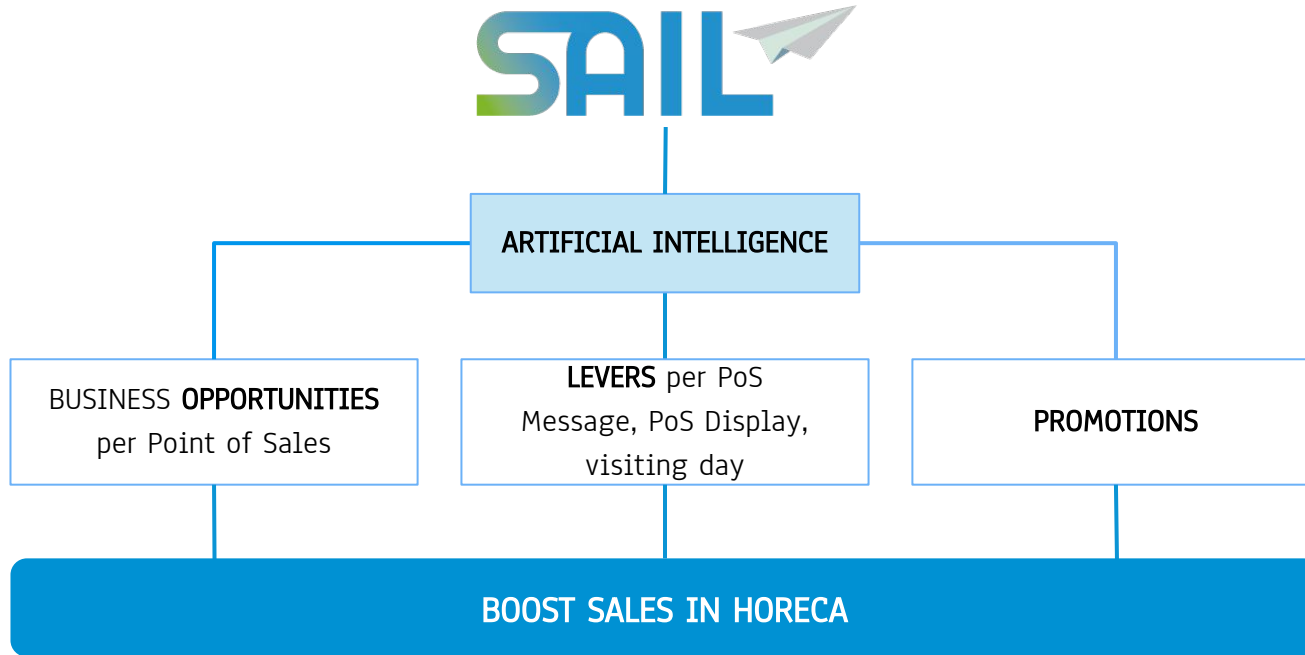 SAIL
ARTIFICIAL INTELLIGENCE
BUSINESS OPPORTUNITIES
per Point of Sales
LEVERS per PoS
Message, PoS Display,
visiting day
PROMOTIONS
BOOST SALES IN HORECA